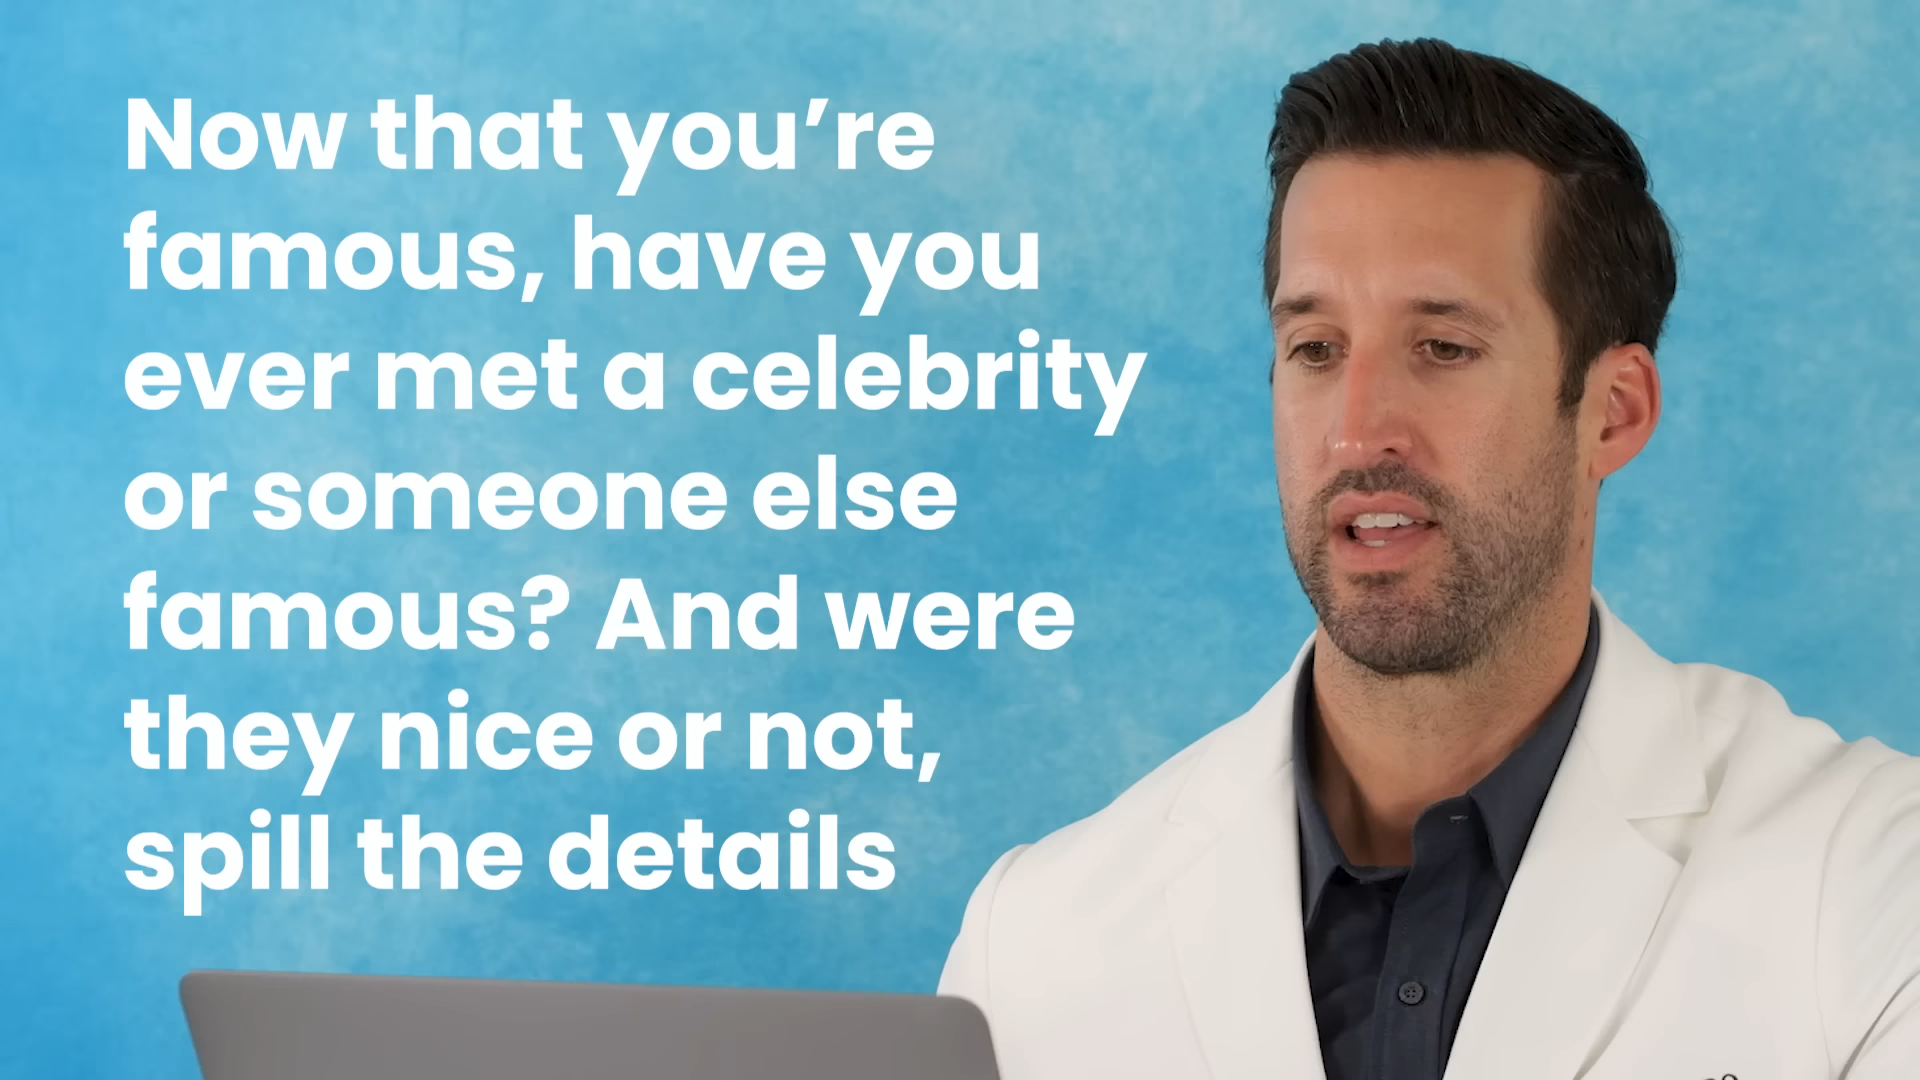 Now that you’re
famous, have you
ever met a celebrity
or someone else
famous? And were
they nice or not,
spill the details